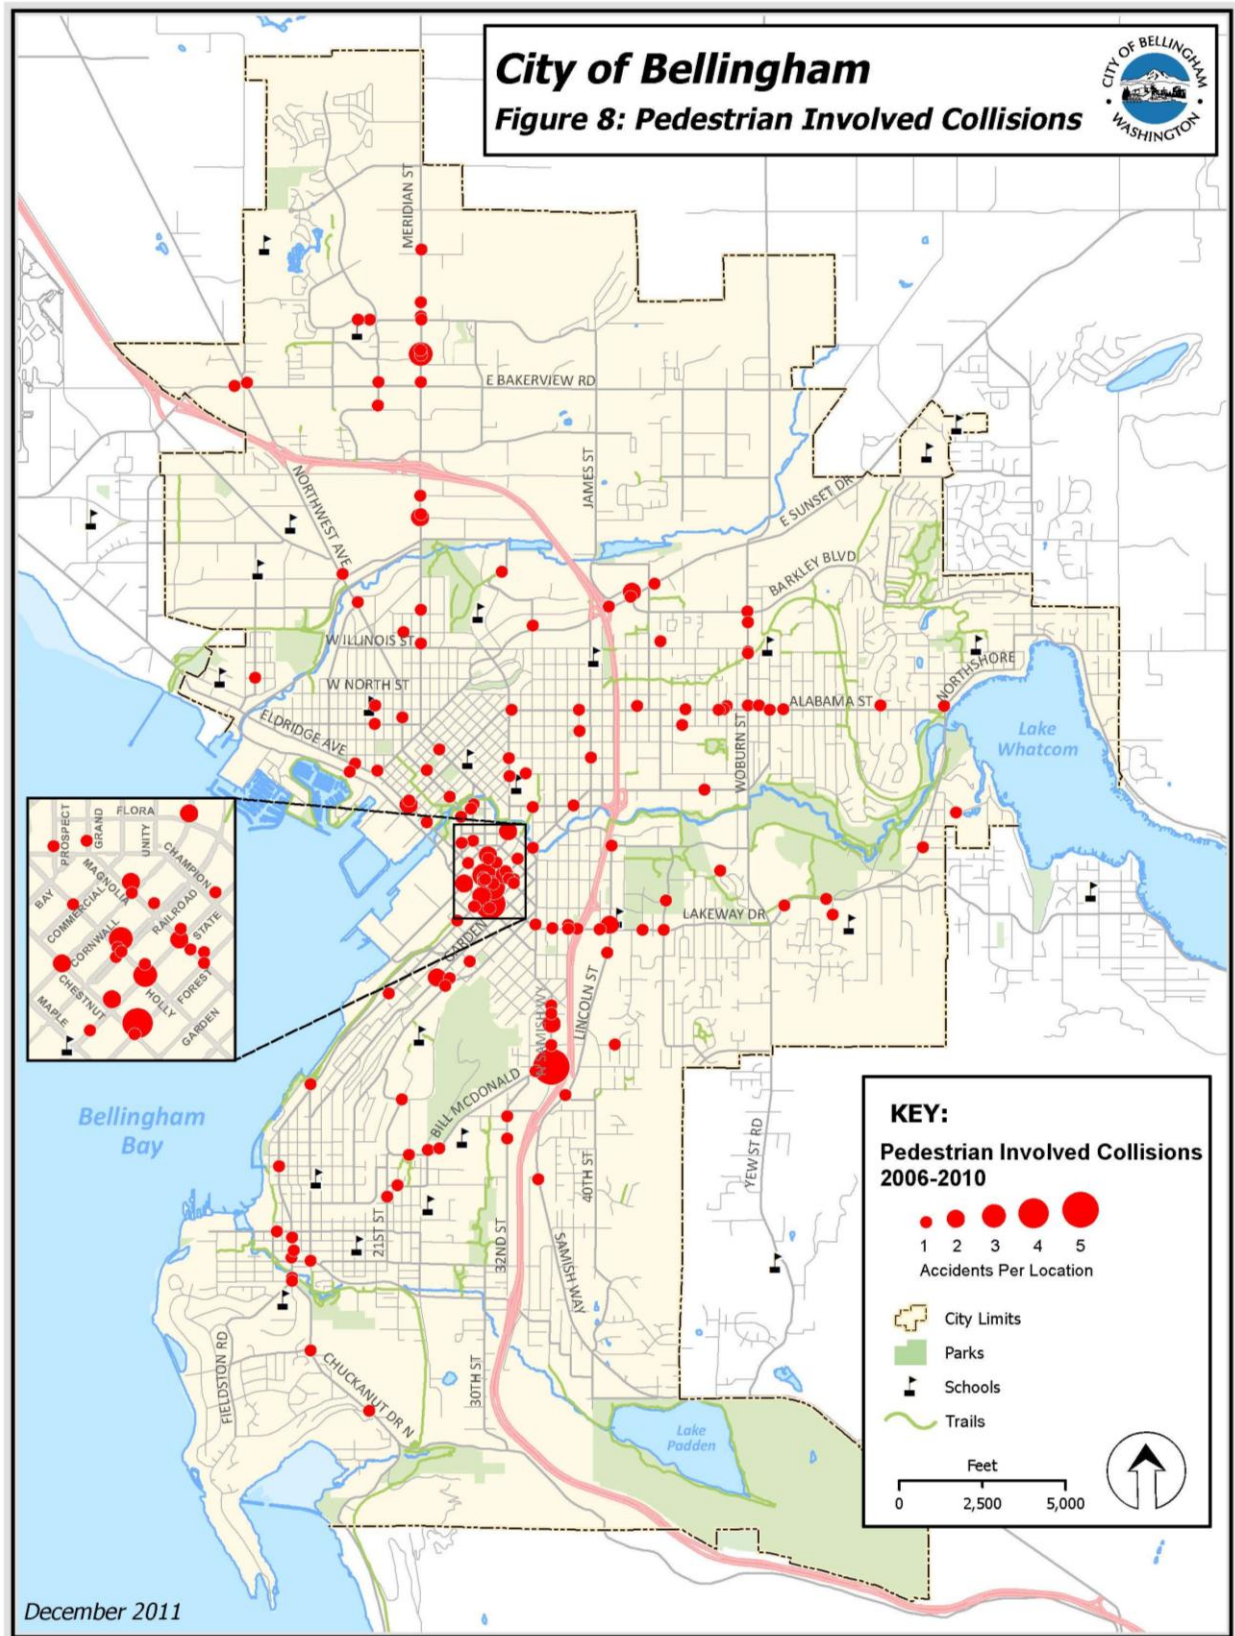 City of Bellingham
Figure 8: Pedestrian Involved Collisions
CITY OF BELLINGHAM
• WASHINGTON •
MERIDIAN ST
E BAKERVIEW RD
JAMES ST
NORTHWEST AVE
E SUNSET DR
BARKLEY BLVD
W ILLINOIS ST
W NORTH ST
ELDRIDGE AVE
ALABAMA ST
NORTHSHORE
WOBURN ST
Lake
Whatcom
PROSPECT
GRAND
FLORA
UNITY
CHAMPION
MAGNOLIA
BAY
COMMERCIAL
RAILROAD
STATE
CORNWALL
CHESTNUT
HOLLY
FOREST
MAPLE
GARDEN
LAKEWAY DR
GARDEN
N SAMISH WY
LINCOLN ST
BILL MCDONALD
Bellingham
Bay
YEW ST RD
40TH ST
21ST ST
32ND ST
SAMISH WAY
FIELDSTON RD
CHUCKANUT DR N
30TH ST
Lake
Padden
KEY:
Pedestrian Involved Collisions
2006-2010
1 2 3 4 5
Accidents Per Location
City Limits
Parks
Schools
Trails
Feet
0 2,500 5,000
December 2011